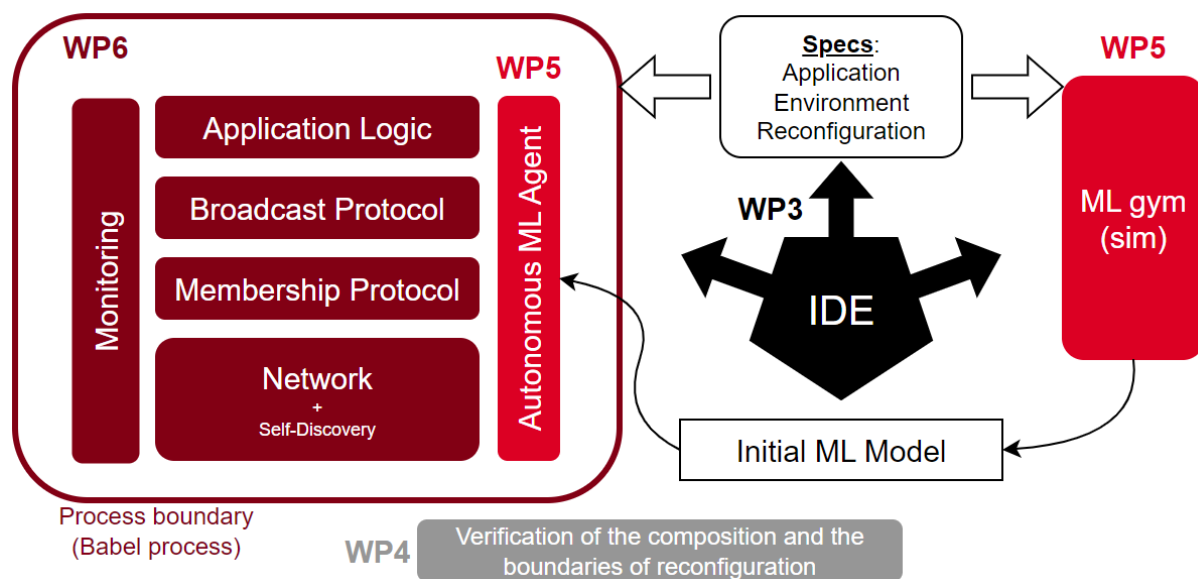 WP6
WP5
Monitoring
Application Logic
Broadcast Protocol
Membership Protocol
Network
+
Self-Discovery
Autonomous ML Agent
Process boundary
(Babel process)
Specs:
Application
Environment
Reconfiguration
WP3
IDE
WP5
ML gym
(sim)
Initial ML Model
WP4
Verification of the composition and the
boundaries of reconfiguration